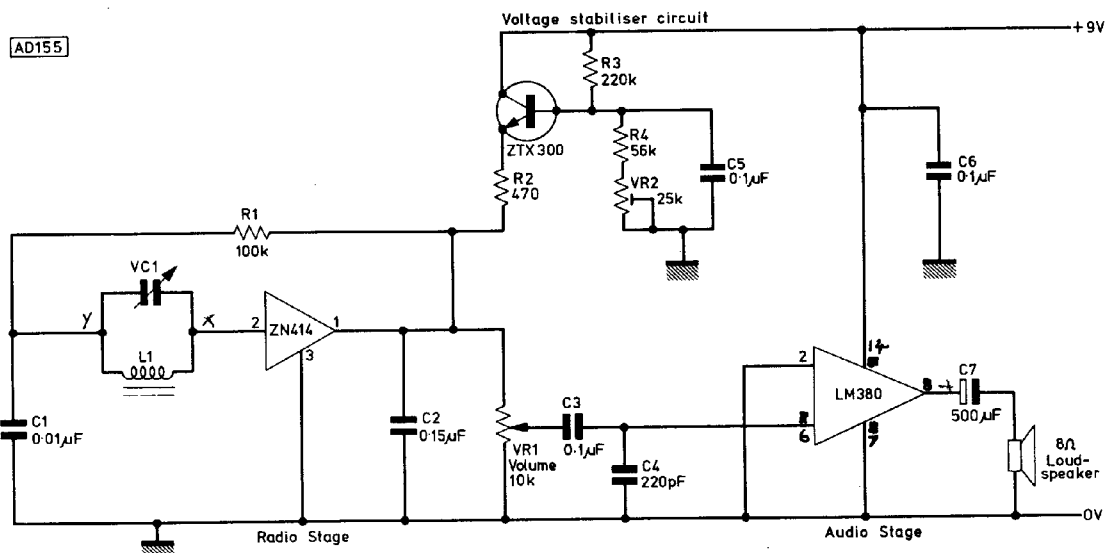 Voltage stabiliser circuit
+9V
AD155
R3
220k
ZTX300
R4
56k
VR2
25k
C5
0·1µF
C6
0·1µF
R2
470
R1
100k
VC1
y
x
2
ZN414
1
3
L1
C1
0·01µF
C2
0·15µF
VR1
Volume
10k
C3
0·1µF
C4
220pF
2
6
14
LM380
7
8
+
C7
500µF
8Ω
Loud-
speaker
0V
Radio Stage
Audio Stage